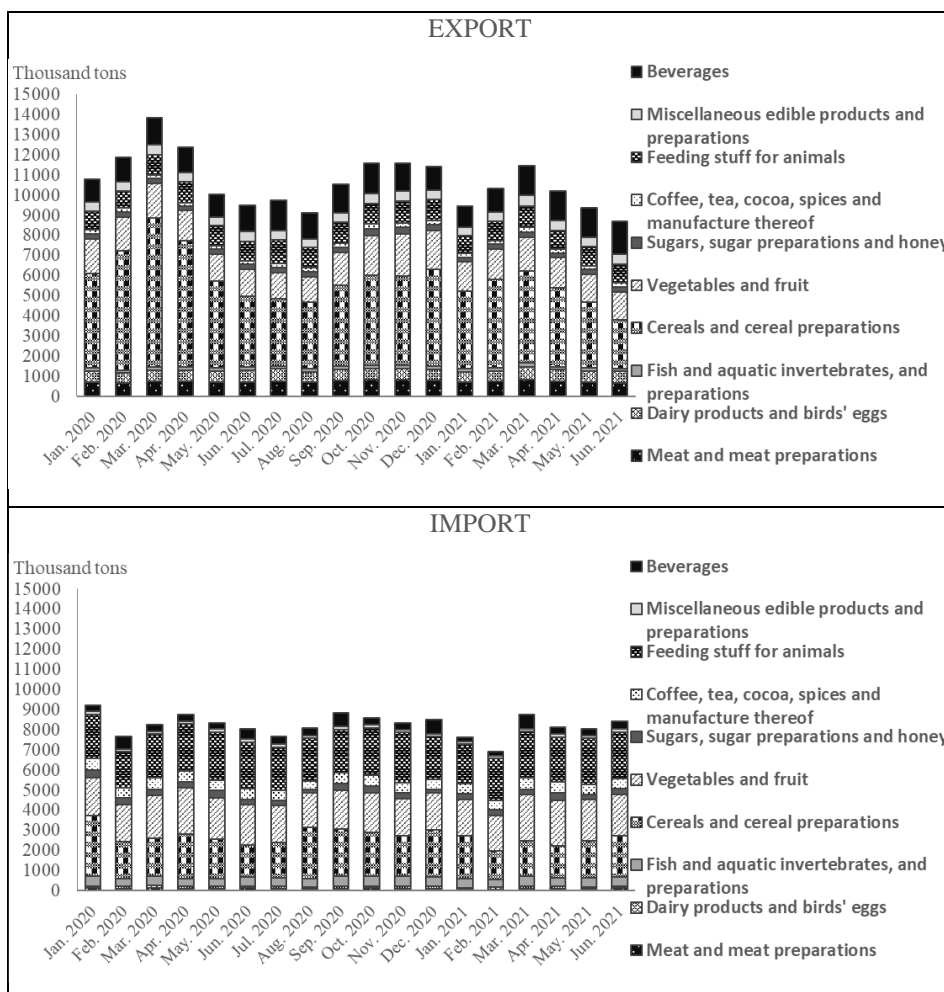 EXPORT
Thousand tons
15000
14000
13000
12000
11000
10000
9000
8000
7000
6000
5000
4000
3000
2000
1000
0
Jan. 2020
Feb. 2020
Mar. 2020
Apr. 2020
May. 2020
Jun. 2020
Jul. 2020
Aug. 2020
Sep. 2020
Oct. 2020
Nov. 2020
Dec. 2020
Jan. 2021
Feb. 2021
Mar. 2021
Apr. 2021
May. 2021
Jun. 2021
Beverages
Miscellaneous edible products and
preparations
Feeding stuff for animals
Coffee, tea, cocoa, spices and
manufacture thereof
Sugars, sugar preparations and honey
Vegetables and fruit
Cereals and cereal preparations
Fish and aquatic invertebrates, and
preparations
Dairy products and birds' eggs
Meat and meat preparations
IMPORT
Thousand tons
15000
14000
13000
12000
11000
10000
9000
8000
7000
6000
5000
4000
3000
2000
1000
0
Jan. 2020
Feb. 2020
Mar. 2020
Apr. 2020
May. 2020
Jun. 2020
Jul. 2020
Aug. 2020
Sep. 2020
Oct. 2020
Nov. 2020
Dec. 2020
Jan. 2021
Feb. 2021
Mar. 2021
Apr. 2021
May. 2021
Jun. 2021
Beverages
Miscellaneous edible products and
preparations
Feeding stuff for animals
Coffee, tea, cocoa, spices and
manufacture thereof
Sugars, sugar preparations and honey
Vegetables and fruit
Cereals and cereal preparations
Fish and aquatic invertebrates, and
preparations
Dairy products and birds' eggs
Meat and meat preparations